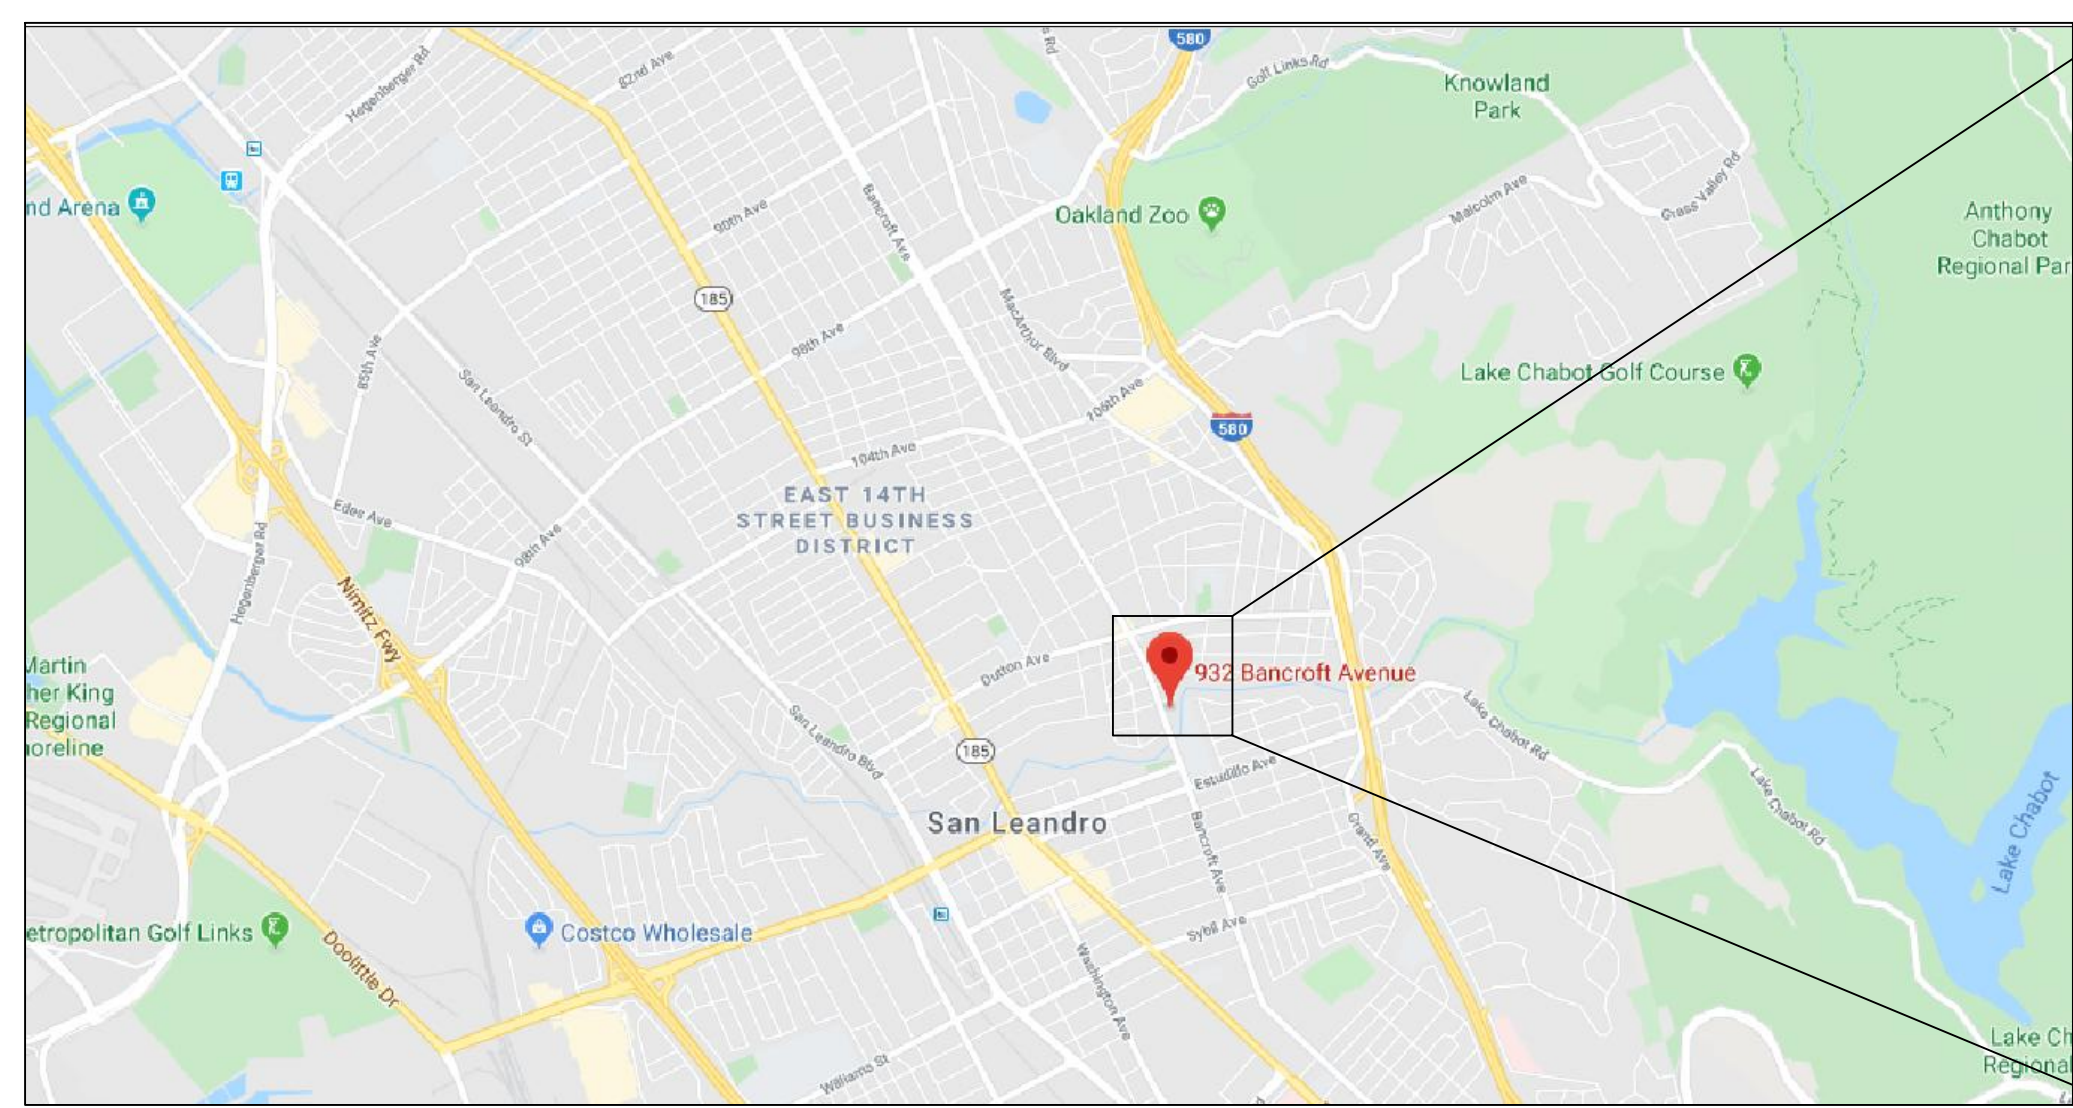 580
Rd
Golf Links Rd
Knowland
Park
Hegenberger Rd
82nd Ave
nd Arena
90th Ave
Bancroft Ave
Oakland Zoo
Malcolm Ave
Grass Valley Rd
Anthony
Chabot
Regional Par
185
MacArthur Blvd
98th Ave
85th Ave
San Leandro St
106th Ave
Lake Chabot Golf Course
580
104th Ave
EAST 14TH
STREET BUSINESS
DISTRICT
Edes Ave
98th Ave
Hegenberger Rd
Nimitz Fwy
Martin
her King
Regional
oreline
Dutton Ave
932 Bancroft Avenue
San Leandro Blvd
185
Lake Chabot Rd
Estudillo Ave
Lake Chabot Rd
Lake Chabot
San Leandro
Bancroft Ave
Grand Ave
etropolitan Golf Links
Doolittle Dr
Costco Wholesale
Sybil Ave
Washington Ave
Williams St
Lake Ch
Regional